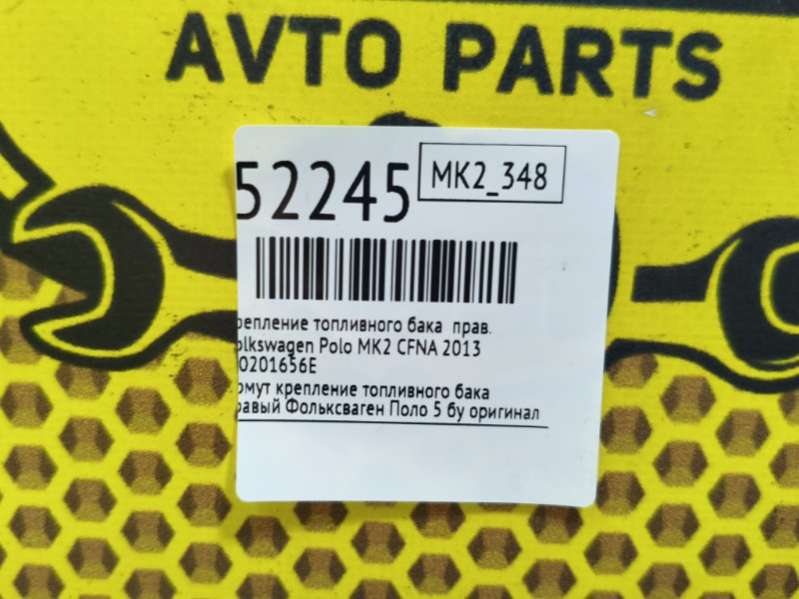 AVTO PARTS
52245
MK2_348
репление топливного бака прав.
olkswagen Polo MK2 CFNA 2013
0201656E
омут крепление топливного бака
равый Фольксваген Поло 5 бу оригинал